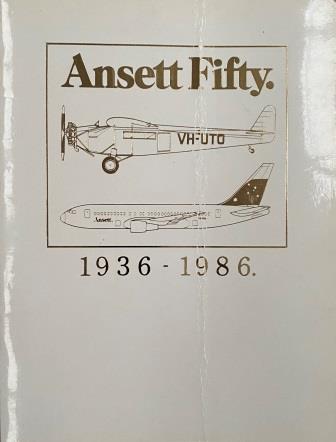 Ansett Fifty.
VH-UTO
Ansett.
1936 - 1986.